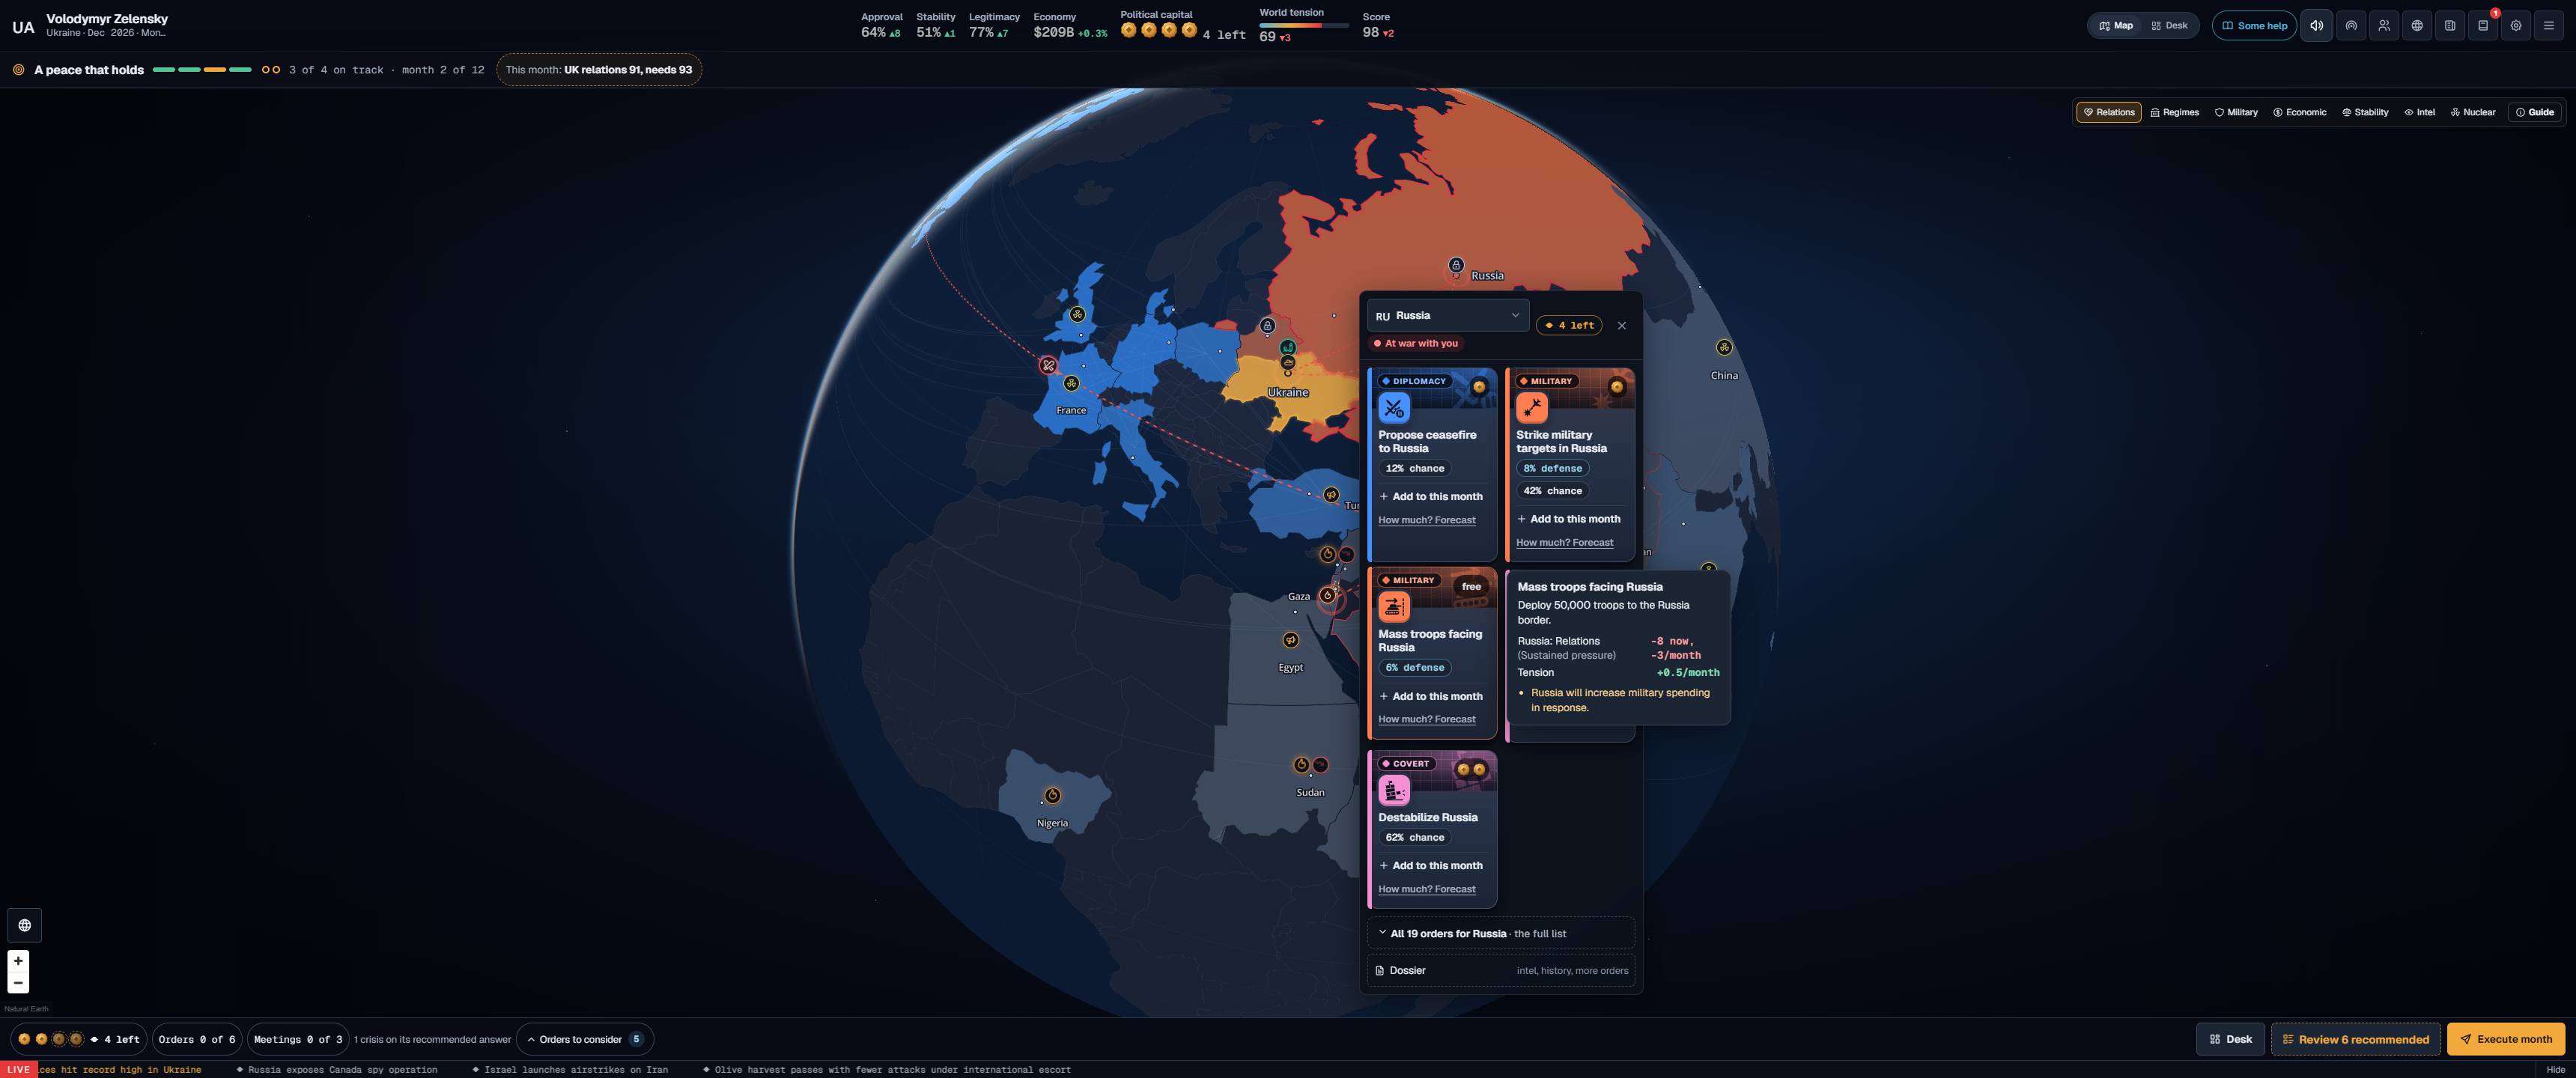 UA
Volodymyr Zelensky
Ukraine · Dec 2026 · Mon...
Approval
64% ▴8
Stability
51% ▴1
Legitimacy
77% ▴7
Economy
$209B +0.3%
Political capital
4 left
World tension
69 ▾3
Score
98 ▾2
Map
Desk
Some help
1
A peace that holds
3 of 4 on track · month 2 of 12
This month: UK relations 91, needs 93
Relations
Regimes
Military
Economic
Stability
Intel
Nuclear
Guide
Russia
China
Ukraine
France
Tur
Gaza
Egypt
Sudan
Nigeria
an
RU Russia
4 left
At war with you
DIPLOMACY
Propose ceasefire
to Russia
12% chance
+ Add to this month
How much? Forecast
MILITARY
Strike military
targets in Russia
8% defense
42% chance
+ Add to this month
How much? Forecast
MILITARY
free
Mass troops facing
Russia
6% defense
+ Add to this month
How much? Forecast
Mass troops facing Russia
Deploy 50,000 troops to the Russia
border.
Russia: Relations -8 now,
(Sustained pressure) -3/month
Tension +0.5/month
• Russia will increase military spending
in response.
COVERT
Destabilize Russia
62% chance
+ Add to this month
How much? Forecast
All 19 orders for Russia · the full list
Dossier
intel, history, more orders
+
−
Natural Earth
4 left
Orders 0 of 6
Meetings 0 of 3
1 crisis on its recommended answer
Orders to consider 5
Desk
Review 6 recommended
Execute month
LIVE
ces hit record high in Ukraine
◆ Russia exposes Canada spy operation
◆ Israel launches airstrikes on Iran
◆ Olive harvest passes with fewer attacks under international escort
Hide